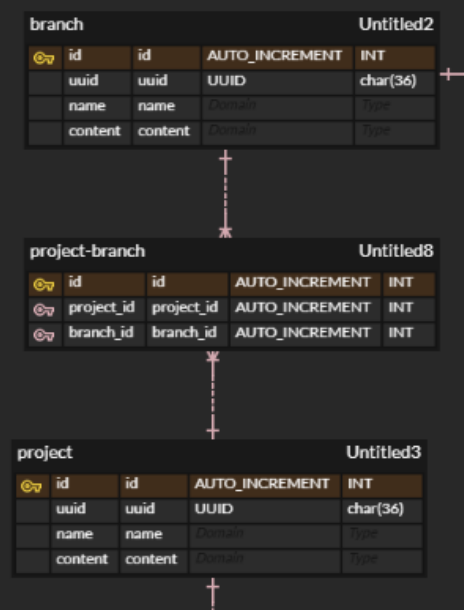 branch Untitled2
id id AUTO_INCREMENT INT
uuid uuid UUID char(36)
name name Domain Type
content content Domain Type
project-branch Untitled8
id id AUTO_INCREMENT INT
project_id project_id AUTO_INCREMENT INT
branch_id branch_id AUTO_INCREMENT INT
project Untitled3
id id AUTO_INCREMENT INT
uuid uuid UUID char(36)
name name Domain Type
content content Domain Type